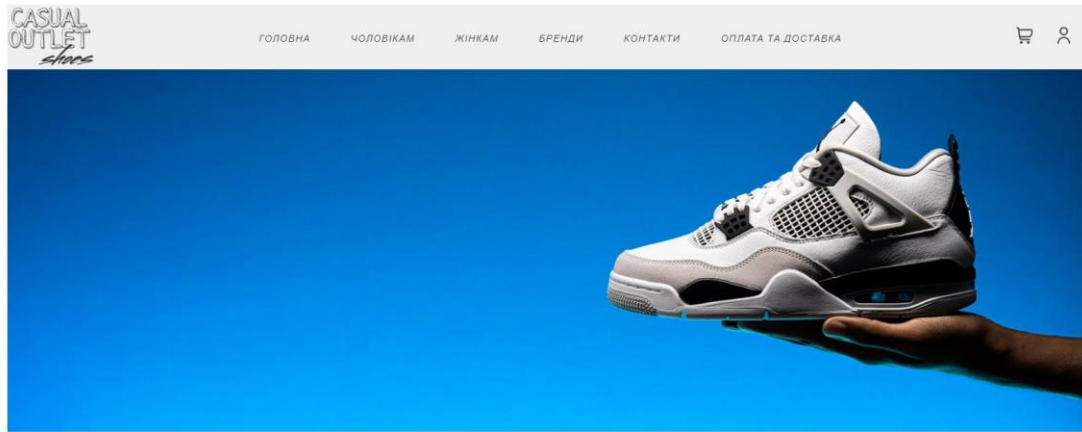 CASUAL
OUTLET
shoes
ГОЛОВНА ЧОЛОВІКАМ ЖІНКАМ БРЕНДИ КОНТАКТИ ОПЛАТА ТА ДОСТАВКА